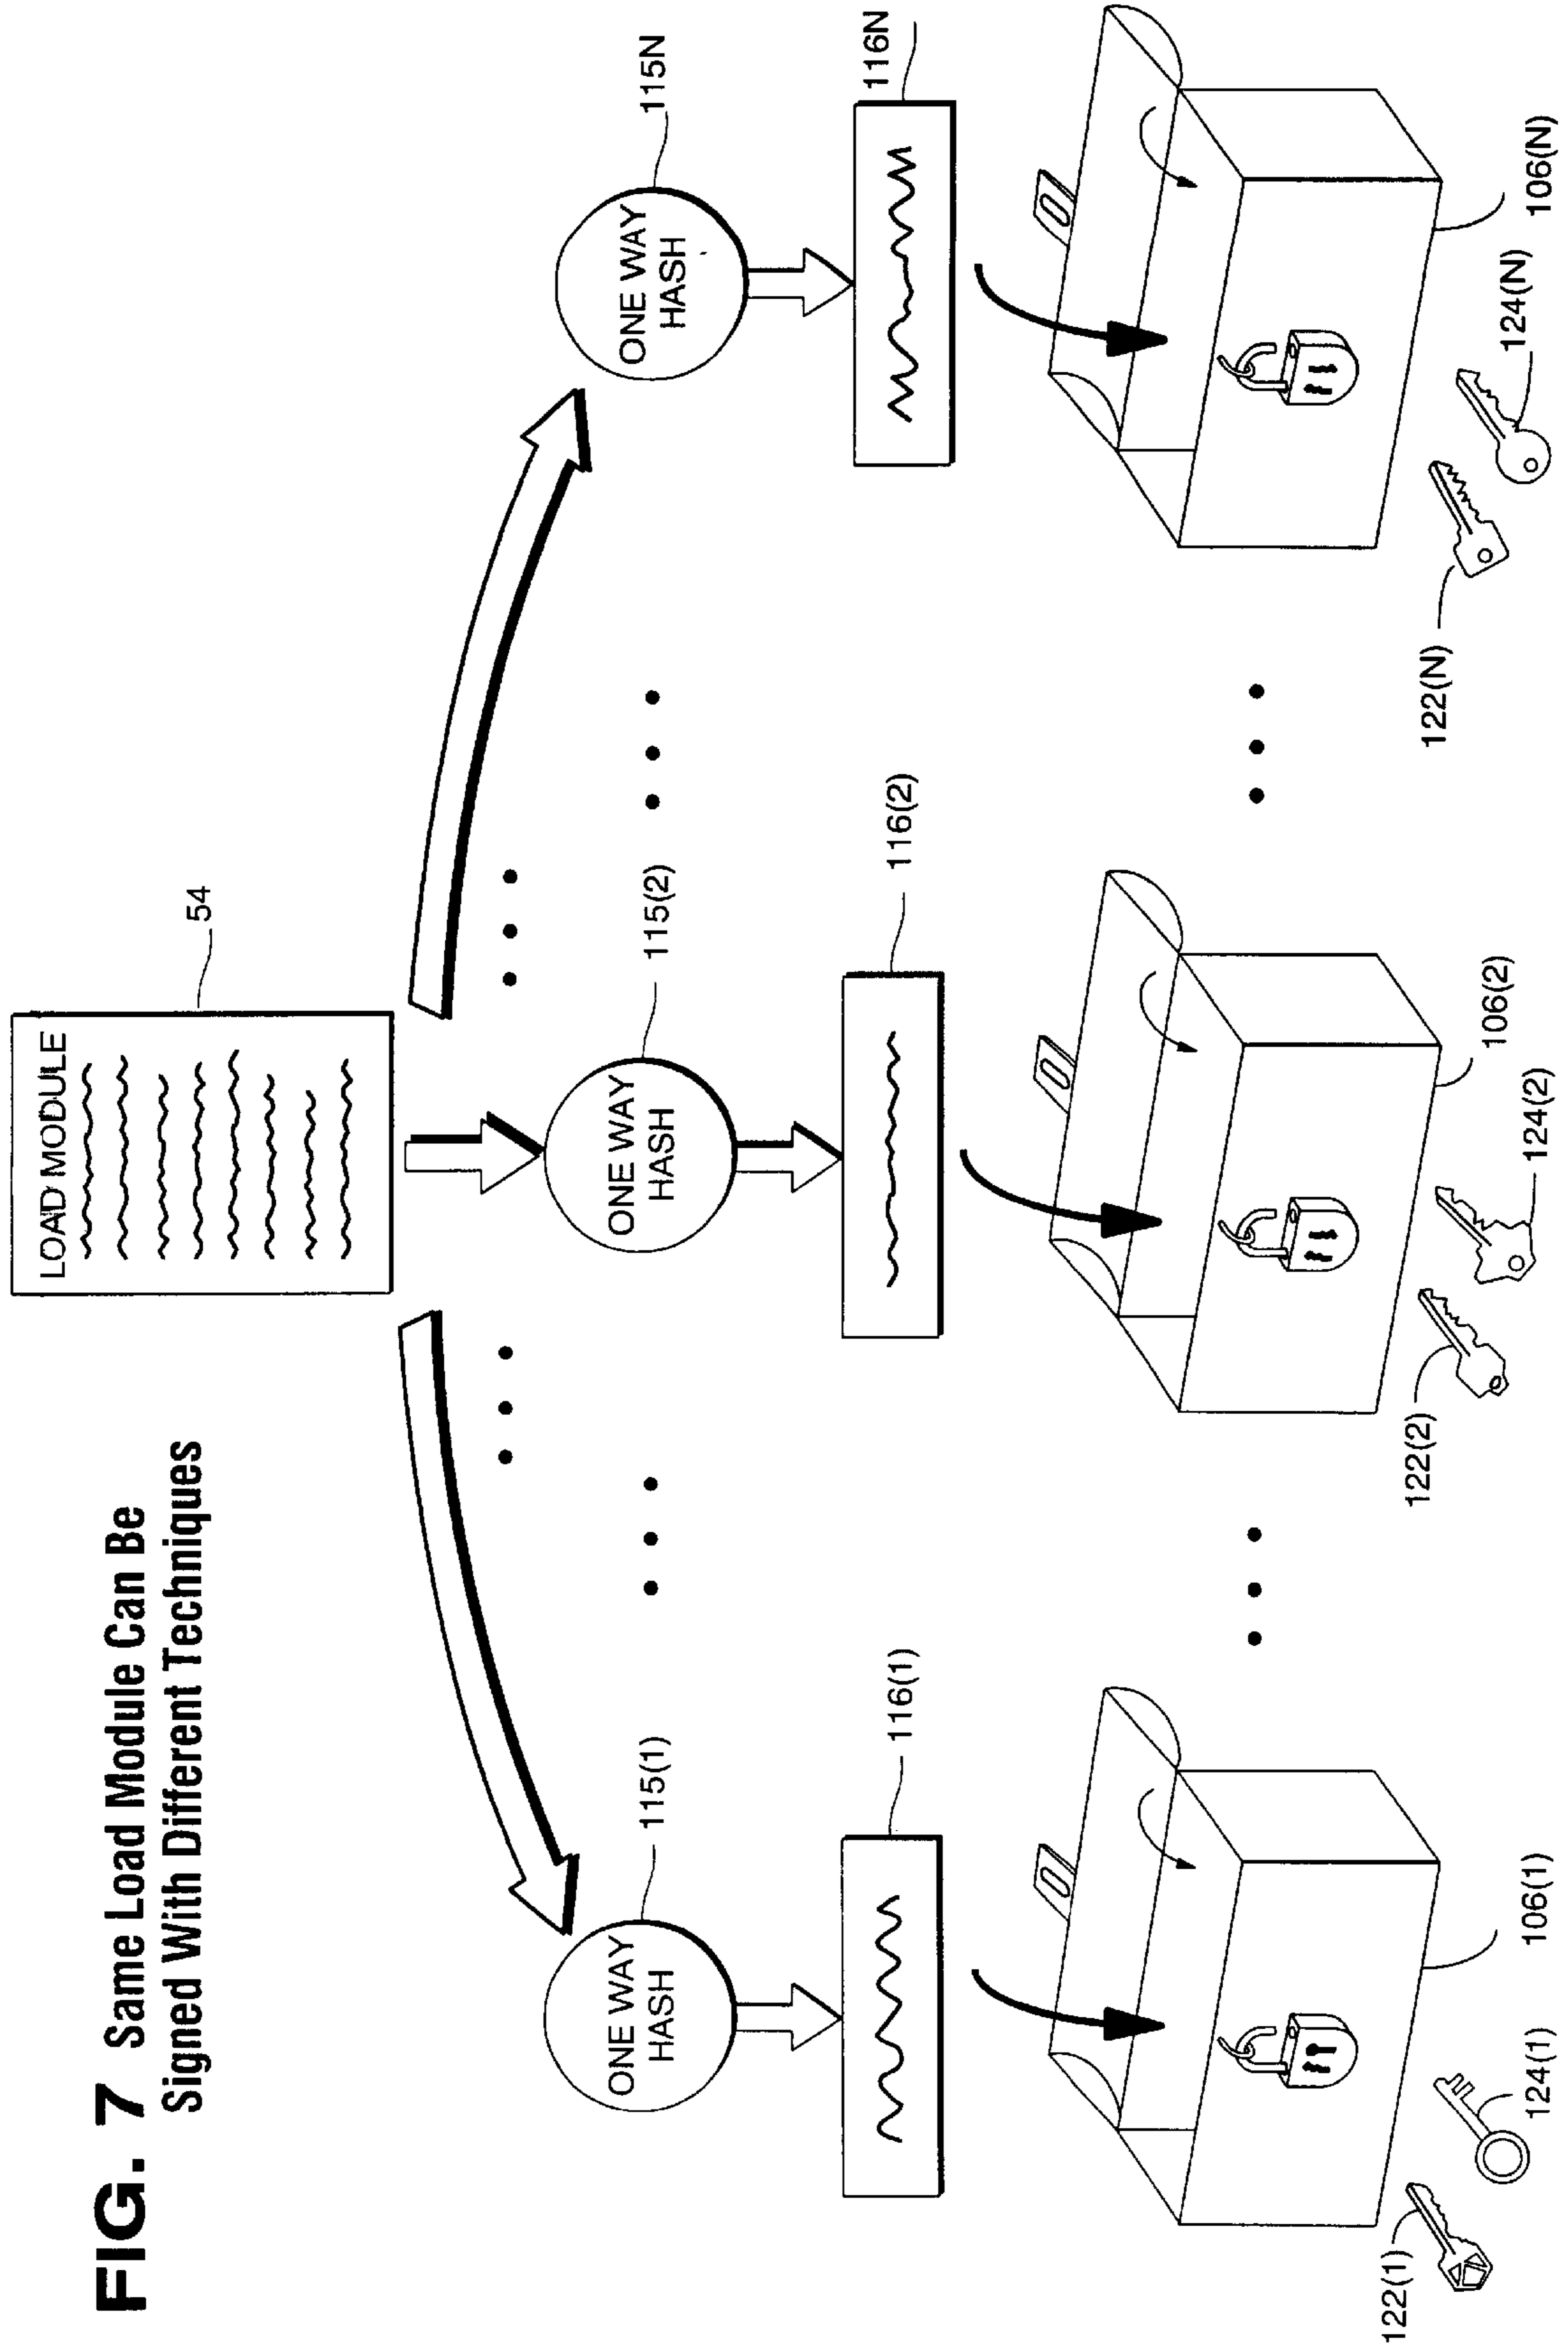 FIG. 7 Same Load Module Can Be
Signed With Different Techniques
LOAD MODULE
54
ONE WAY
HASH
115(1)
ONE WAY
HASH
115(2)
ONE WAY
HASH
115N
116(1)
116(2)
116N
106(1)
106(2)
106(N)
122(1)
124(1)
122(2)
124(2)
122(N)
124(N)